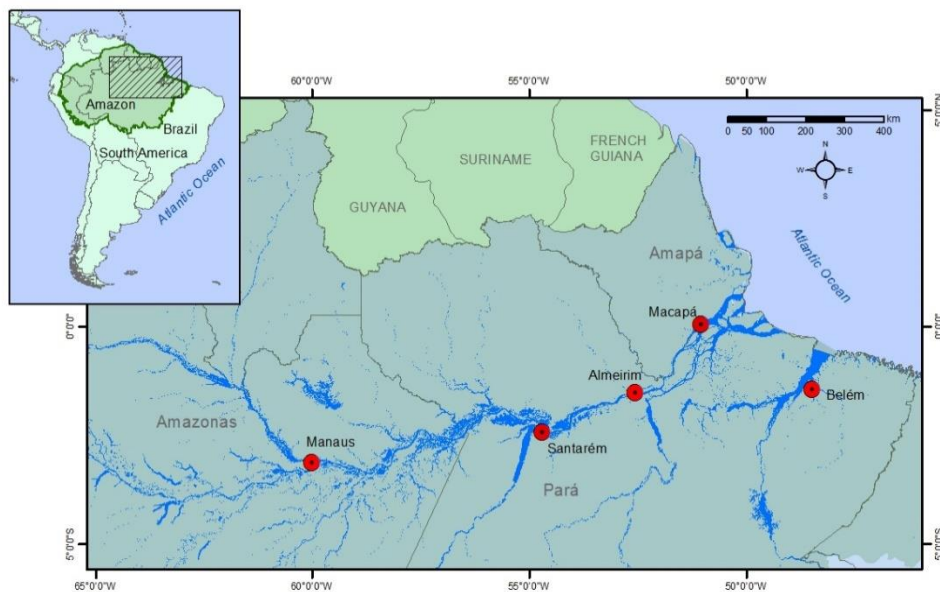 Amazon
Brazil
South America
Atlantic Ocean
60°0'0"W
55°0'0"W
50°0'0"W
5°0'0"N
km
0 50 100 200 300 400
N
W
E
S
FRENCH
GUIANA
SURINAME
GUYANA
Amapá
Atlantic Ocean
Macapá
0°0'0"
0°0'0"
Almeirim
Belém
Amazonas
Manaus
Santarém
Pará
5°0'0"S
5°0'0"S
65°0'0"W
60°0'0"W
55°0'0"W
50°0'0"W